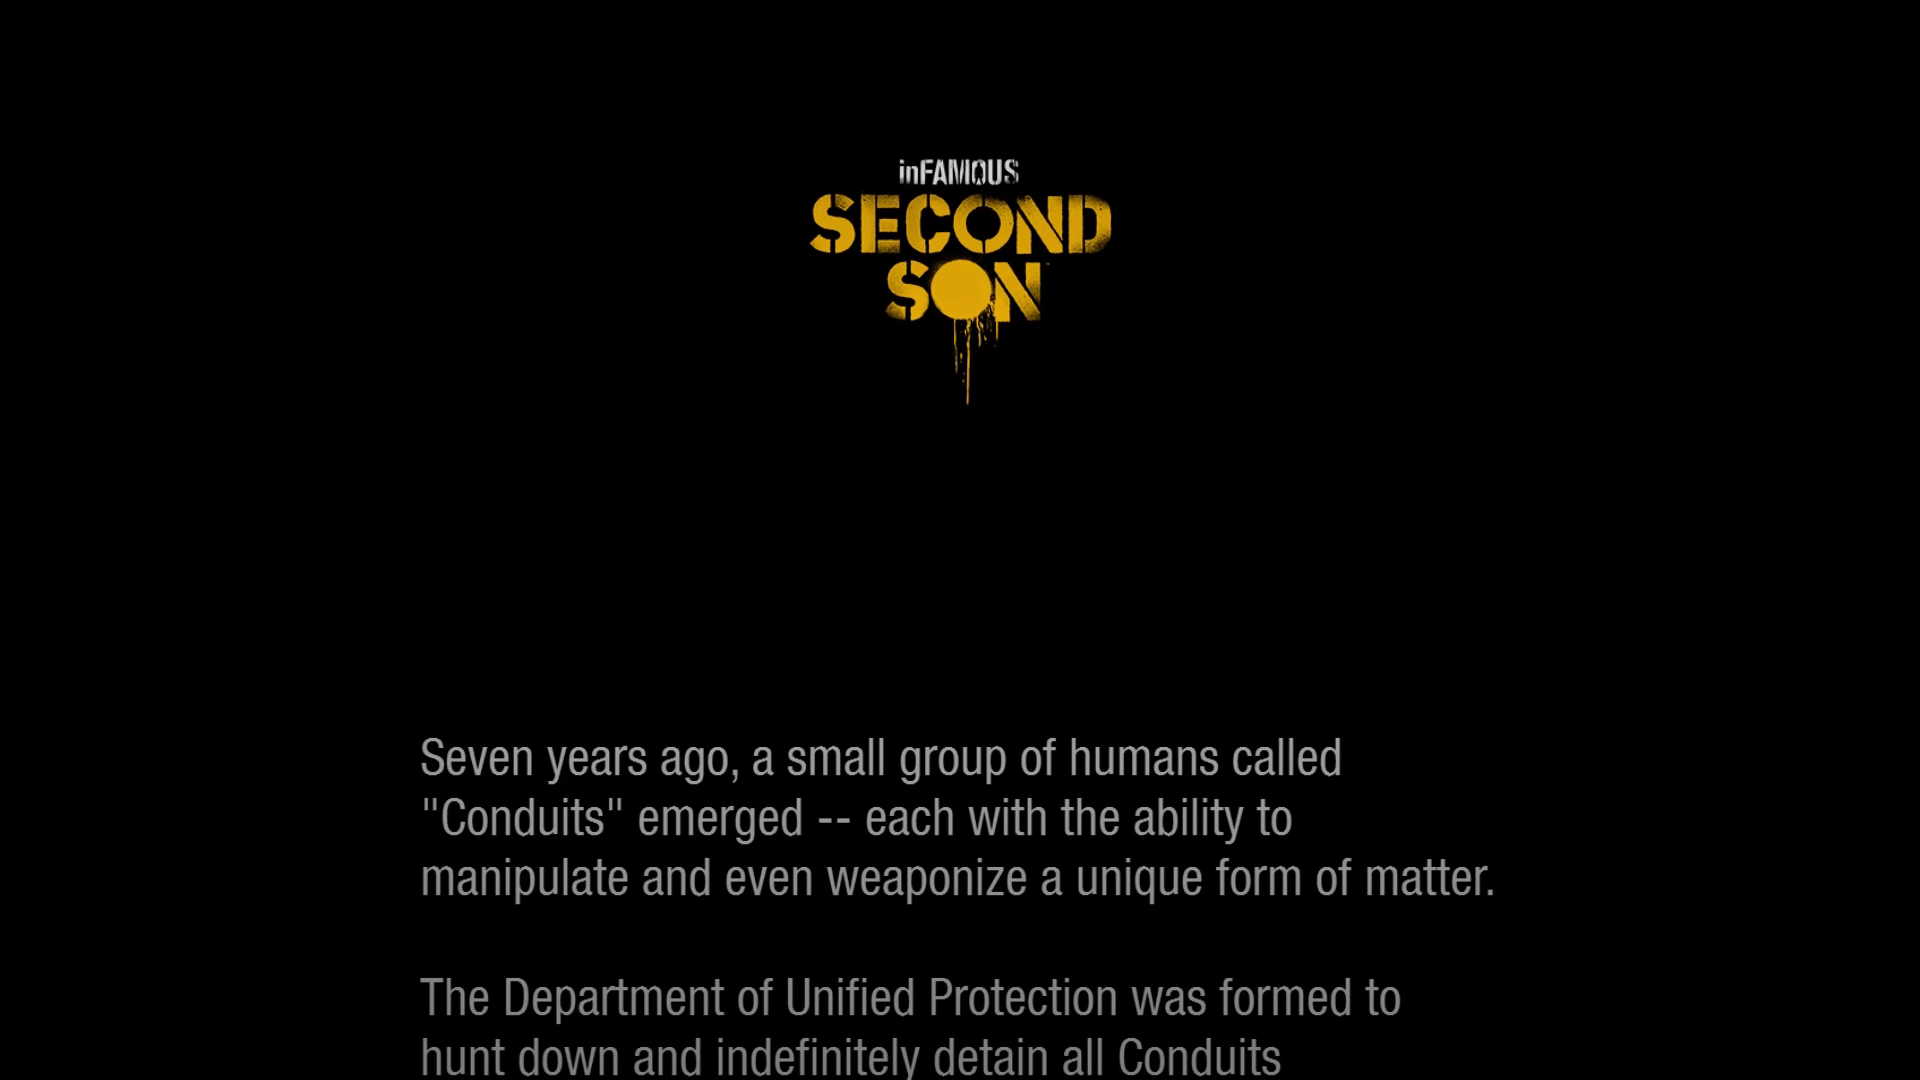 inFAMOUS
SECOND
SON
Seven years ago, a small group of humans called
"Conduits" emerged -- each with the ability to
manipulate and even weaponize a unique form of matter.
The Department of Unified Protection was formed to
hunt down and indefinitely detain all Conduits